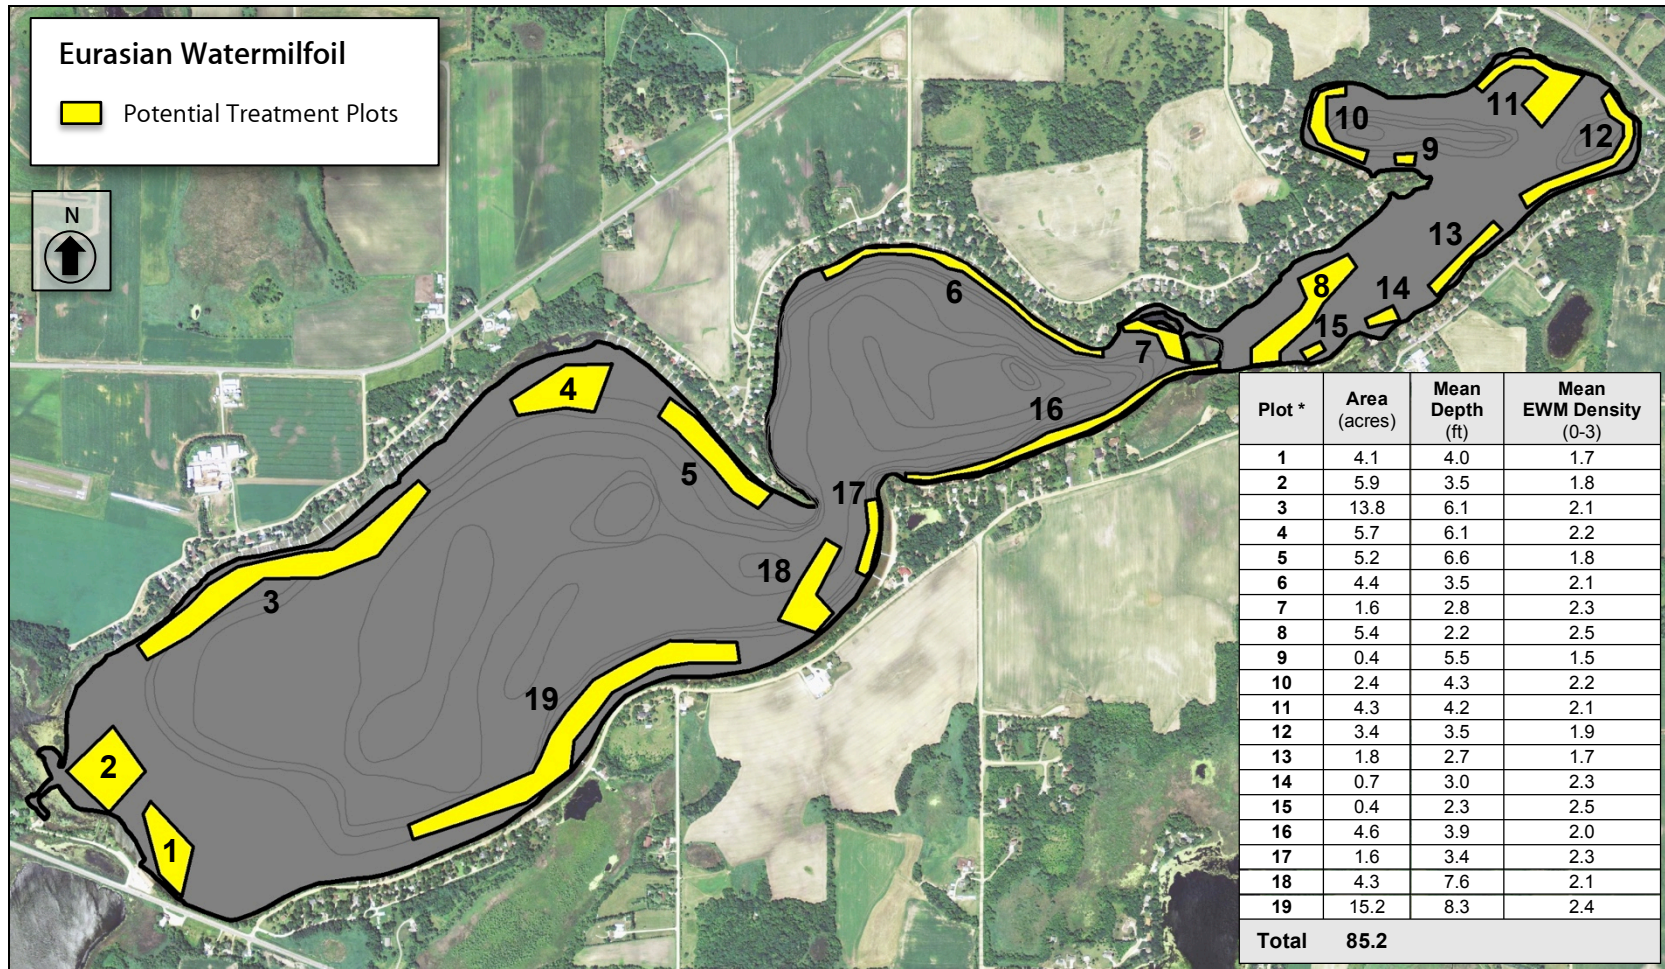 Eurasian Watermilfoil
Potential Treatment Plots
N
10
11
12
9
13
8
14
15
6
7
16
4
5
17
18
3
19
2
1
Plot * Area (acres) Mean Depth (ft) Mean EWM Density (0-3)
1 4.1 4.0 1.7
2 5.9 3.5 1.8
3 13.8 6.1 2.1
4 5.7 6.1 2.2
5 5.2 6.6 1.8
6 4.4 3.5 2.1
7 1.6 2.8 2.3
8 5.4 2.2 2.5
9 0.4 5.5 1.5
10 2.4 4.3 2.2
11 4.3 4.2 2.1
12 3.4 3.5 1.9
13 1.8 2.7 1.7
14 0.7 3.0 2.3
15 0.4 2.3 2.5
16 4.6 3.9 2.0
17 1.6 3.4 2.3
18 4.3 7.6 2.1
19 15.2 8.3 2.4
Total 85.2